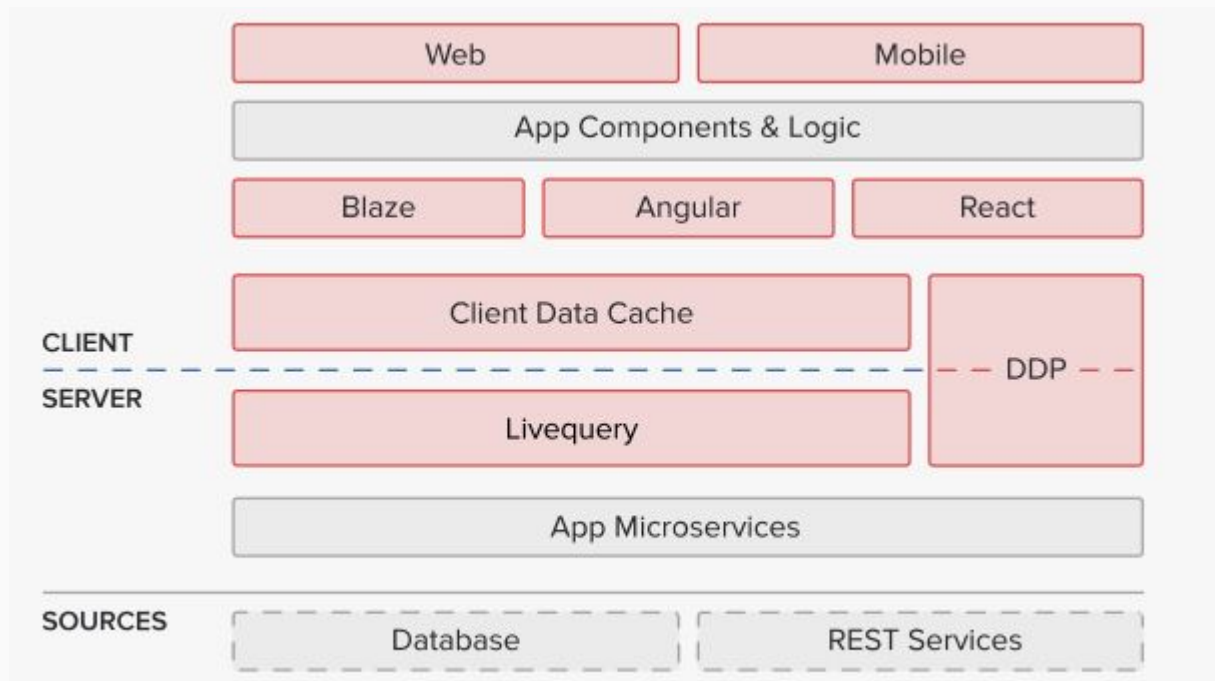 Web
Mobile
App Components & Logic
Blaze
Angular
React
Client Data Cache
CLIENT
DDP
SERVER
Livequery
App Microservices
SOURCES
Database
REST Services